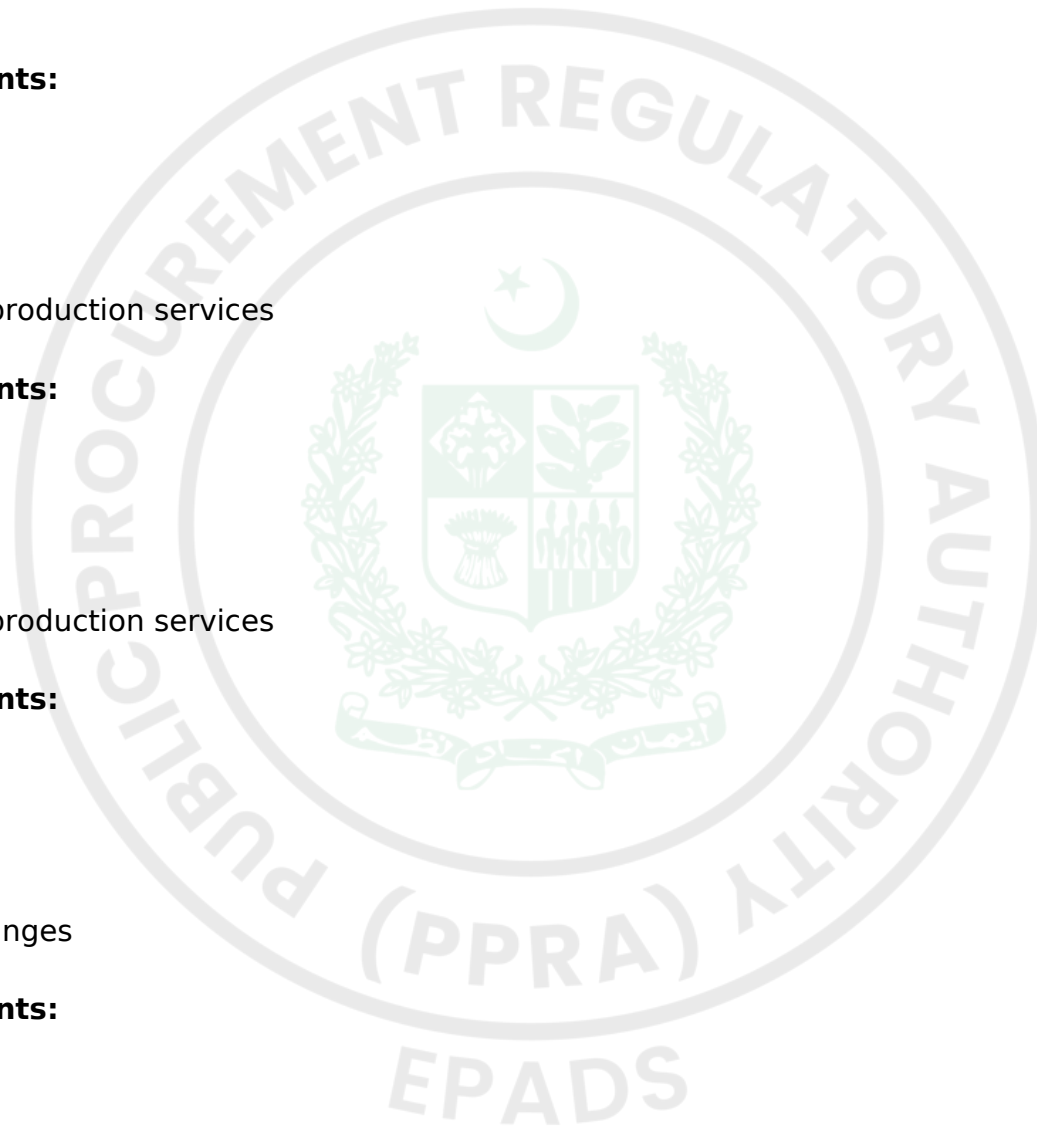 nts:
production services
nts:
production services
nts:
nges
nts:
PUBLIC PROCUREMENT REGULATORY AUTHORITY
(PPRA)
EPADS